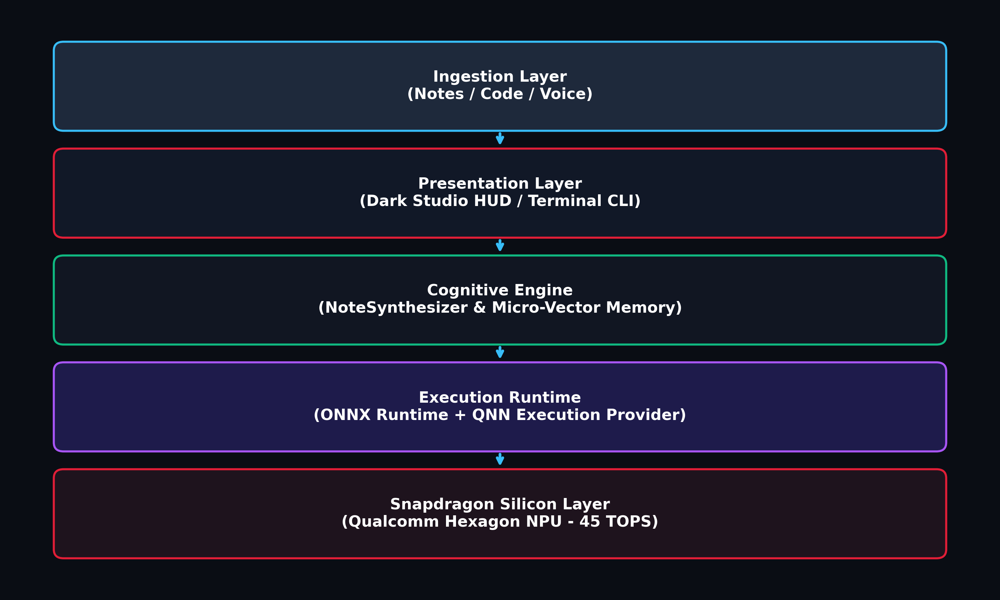 Ingestion Layer
(Notes / Code / Voice)
Presentation Layer
(Dark Studio HUD / Terminal CLI)
Cognitive Engine
(NoteSynthesizer & Micro-Vector Memory)
Execution Runtime
(ONNX Runtime + QNN Execution Provider)
Snapdragon Silicon Layer
(Qualcomm Hexagon NPU - 45 TOPS)